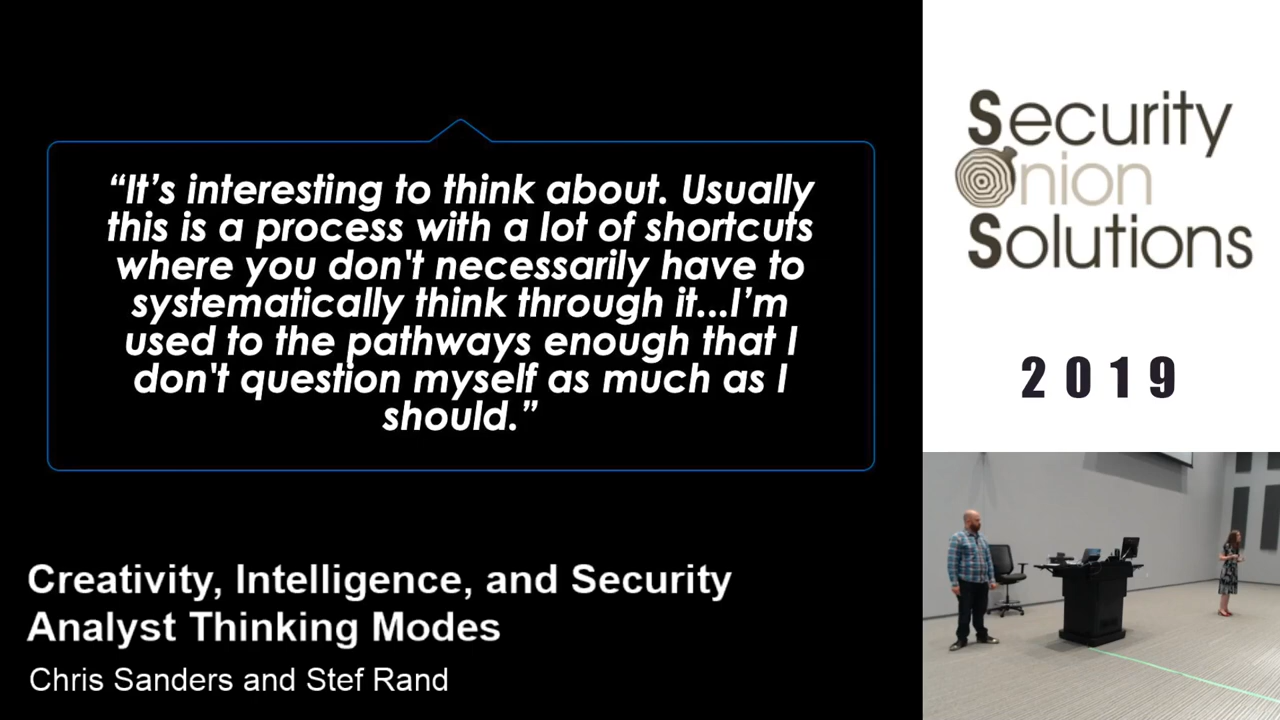 “It’s interesting to think about. Usually
this is a process with a lot of shortcuts
where you don't necessarily have to
systematically think through it...I’m
used to the pathways enough that I
don't question myself as much as I
should.”
Creativity, Intelligence, and Security
Analyst Thinking Modes
Chris Sanders and Stef Rand
Security
Onion
Solutions
2019